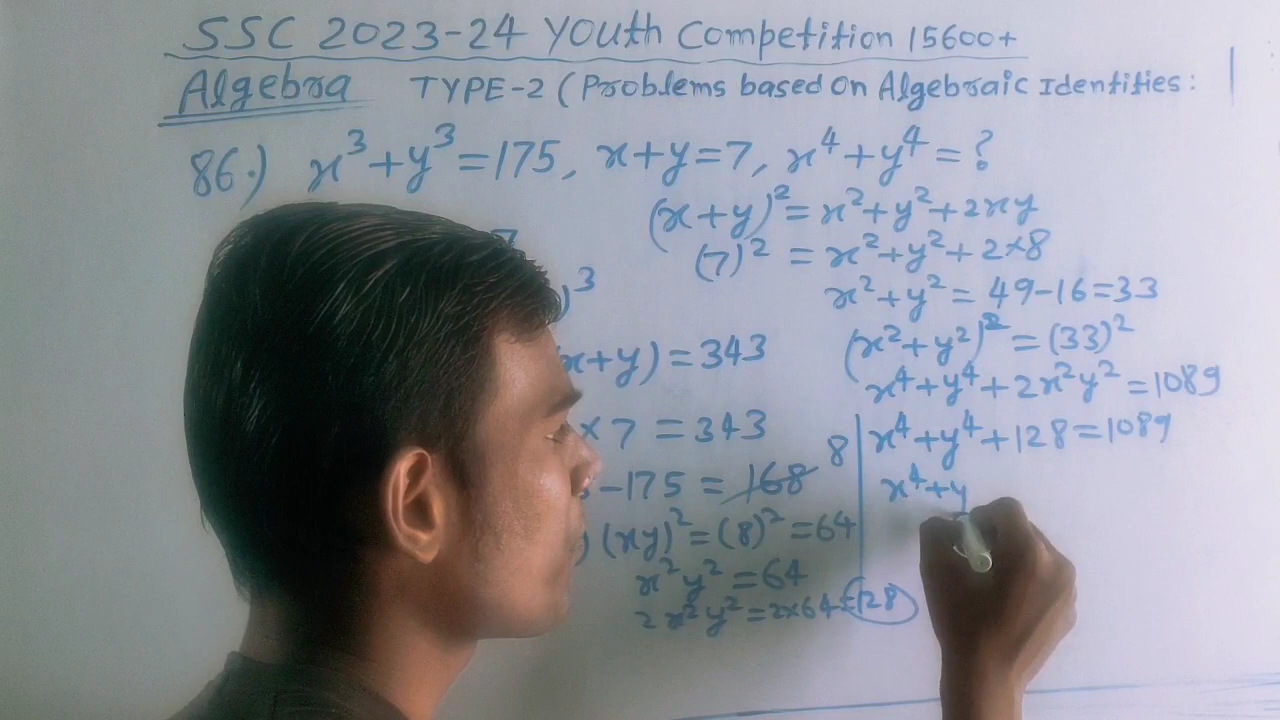 SSC 2023-24 YOUth Competition 15600+
Algebra TYPE-2 (Problems based on Algebraic Identities:
86.) x³+y³=175, x+y=7, x⁴+y⁴=?
7
)³
x+y)=343
×7=343
-175=168 8
(xy)²=(8)²=64
x²y²=64
2x²y²=2×64=128
(x+y)²=x²+y²+2xy
(7)²=x²+y²+2×8
x²+y²=49-16=33
(x²+y²)²=(33)²
x⁴+y⁴+2x²y²=1089
x⁴+y⁴+128=1089
x⁴+y